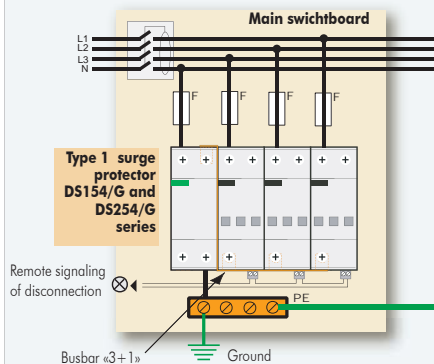 Main swichtboard
L1
L2
L3
N
F F F F
Type 1 surge
protector
DS154/G and
DS254/G
series
Remote signaling
of disconnection
PE
Busbar «3+1»
Ground